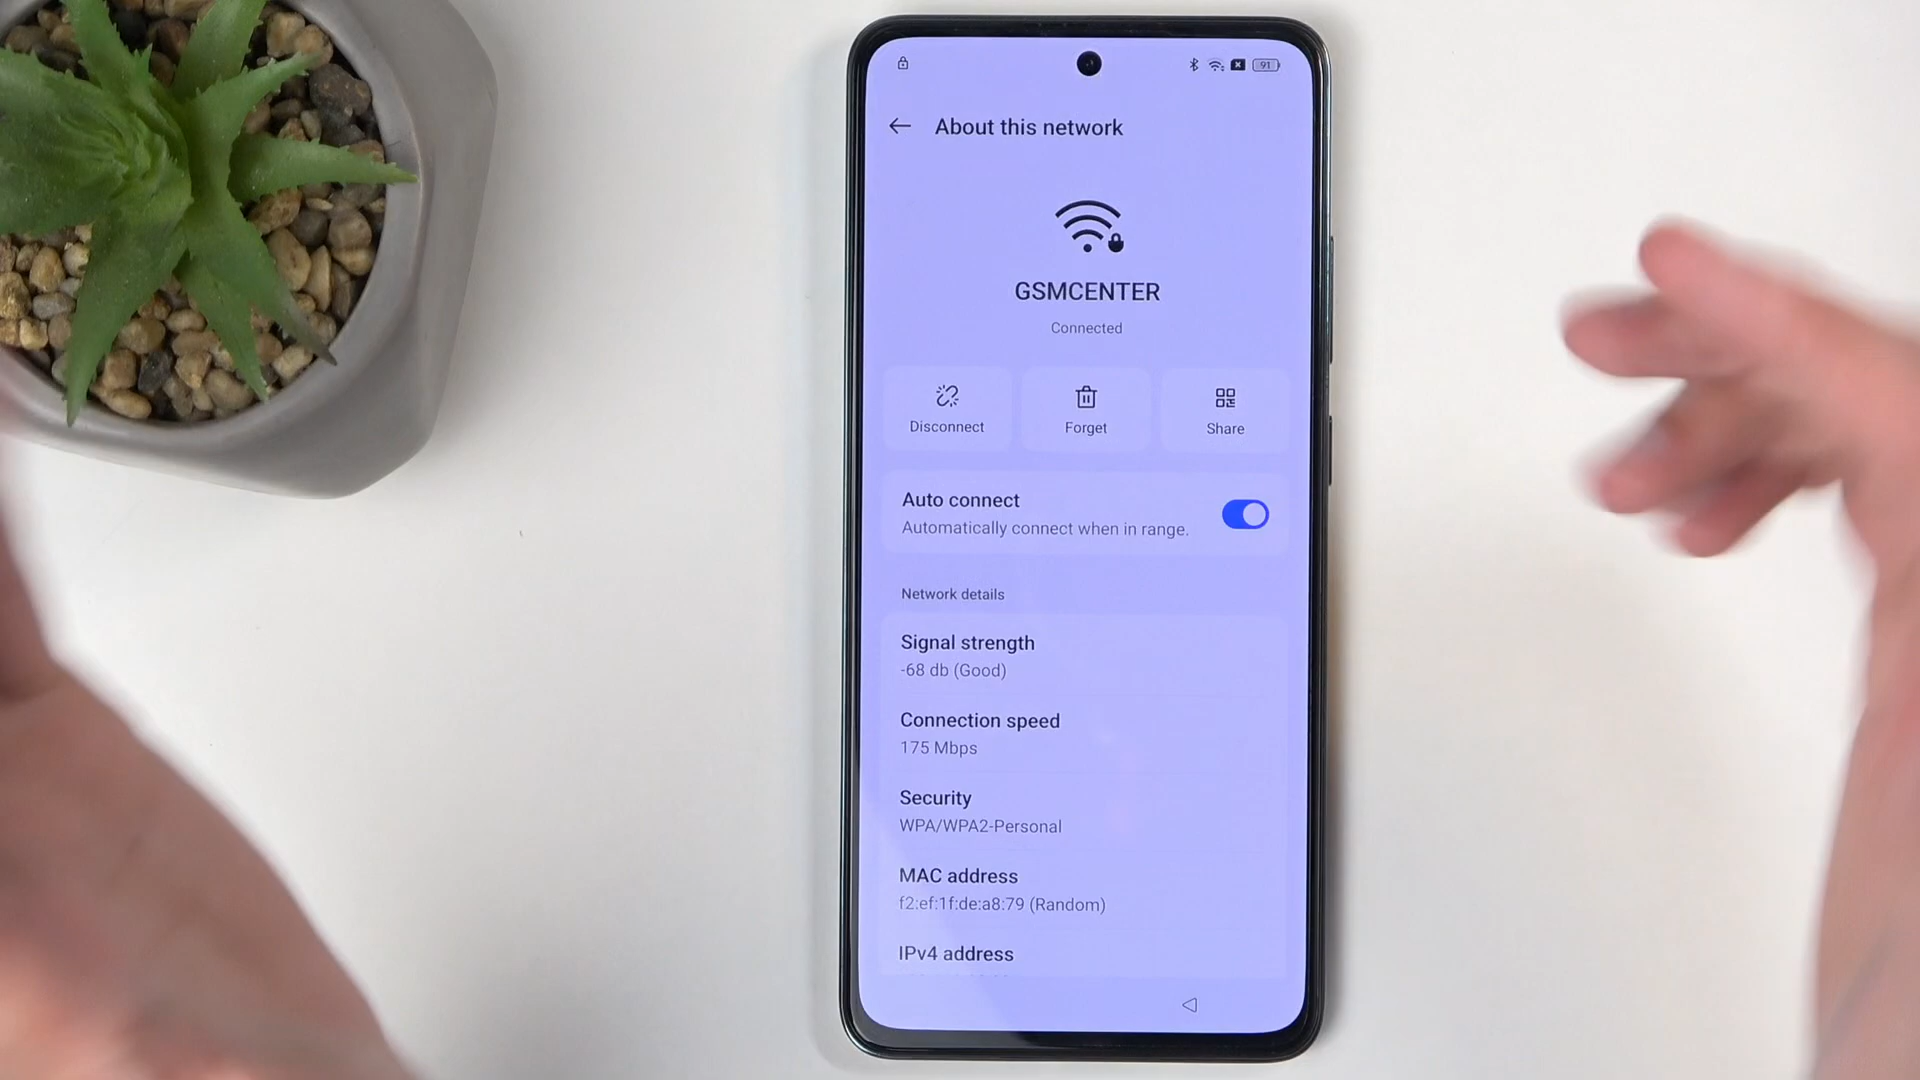 91
About this network
GSMCENTER
Connected
Disconnect
Forget
Share
Auto connect
Automatically connect when in range.
Network details
Signal strength
-68 db (Good)
Connection speed
175 Mbps
Security
WPA/WPA2-Personal
MAC address
f2:ef:1f:de:a8:79 (Random)
IPv4 address